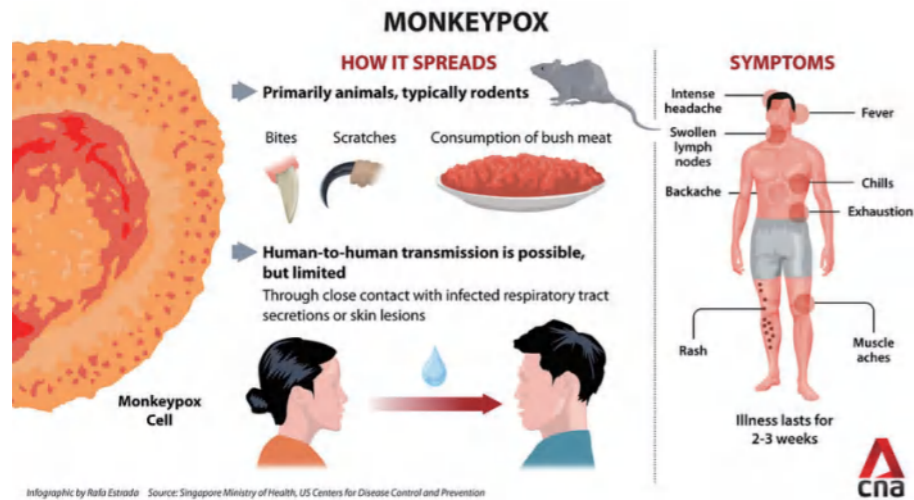 MONKEYPOX
HOW IT SPREADS
Primarily animals, typically rodents
Bites
Scratches
Consumption of bush meat
Human-to-human transmission is possible,
but limited
Through close contact with infected respiratory tract
secretions or skin lesions
Monkeypox
Cell
SYMPTOMS
Intense
headache
Fever
Swollen
lymph
nodes
Chills
Backache
Exhaustion
Rash
Muscle
aches
Illness lasts for
2-3 weeks
Infographic by Rafa Estrada Source: Singapore Ministry of Health, US Centers for Disease Control and Prevention
cna